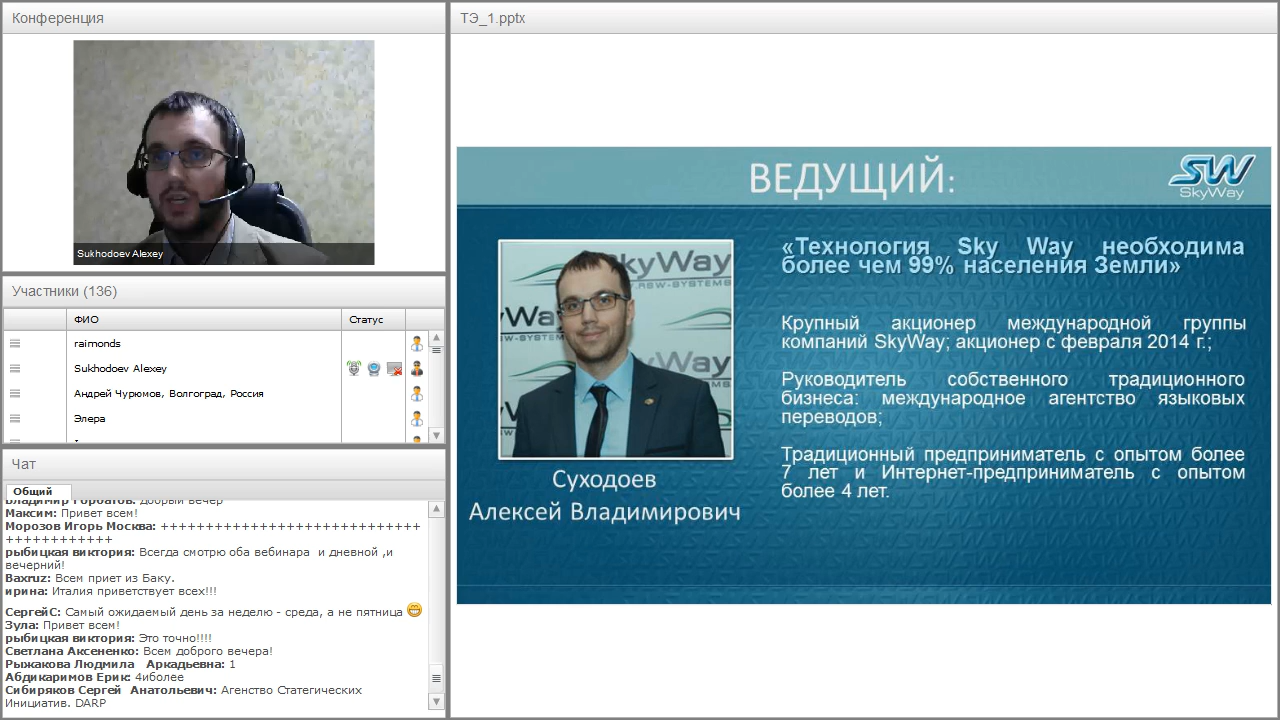 Конференция
Sukhodoev Alexey
Участники (136)
ФИО
Статус
raimonds
Sukhodoev Alexey
Андрей Чурюмов, Волгоград, Россия
Элера
Чат
Общий
Владимир Горбатов: Добрый вечер
Максим: Привет всем!
Морозов Игорь Москва: +++++++++++++++++++++++++++++
++++++++++++
рыбицкая виктория: Всегда смотрю оба вебинара и дневной ,и
вечерний!
Baxruz: Всем приет из Баку.
ирина: Италия приветствует всех!!!
СергейС: Самый ожидаемый день за неделю - среда, а не пятница
Зула: Привет всем!
рыбицкая виктория: Это точно!!!!
Светлана Аксененко: Всем доброго вечера!
Рыжакова Людмила Аркадьевна: 1
Абдикаримов Ерик: 4иболее
Сибиряков Сергей Анатольевич: Агенство Статегических
Инициатив. DARP
ТЭ_1.pptx
ВЕДУЩИЙ:
SW
SkyWay
SkyWay
.RSW-SYSTEMS
Суходоев
Алексей Владимирович
«Технология Sky Way необходима
более чем 99% населения Земли»
Крупный акционер международной группы
компаний SkyWay; акционер с февраля 2014 г.;
Руководитель собственного традиционного
бизнеса: международное агентство языковых
переводов;
Традиционный предприниматель с опытом более
7 лет и Интернет-предприниматель с опытом
более 4 лет.